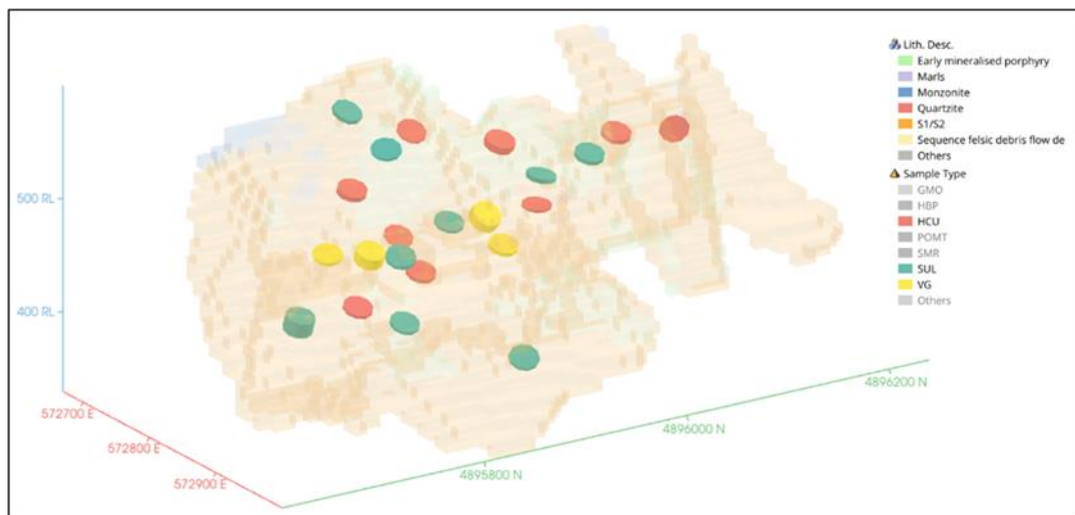 Lith. Desc.
Early mineralised porphyry
Marls
Monzonite
Quartzite
S1/S2
Sequence felsic debris flow de
Others
Sample Type
GMO
HBP
HCU
POMT
SMR
SUL
VG
Others
500 RL
400 RL
572700 E
572800 E
572900 E
4895800 N
4896000 N
4896200 N